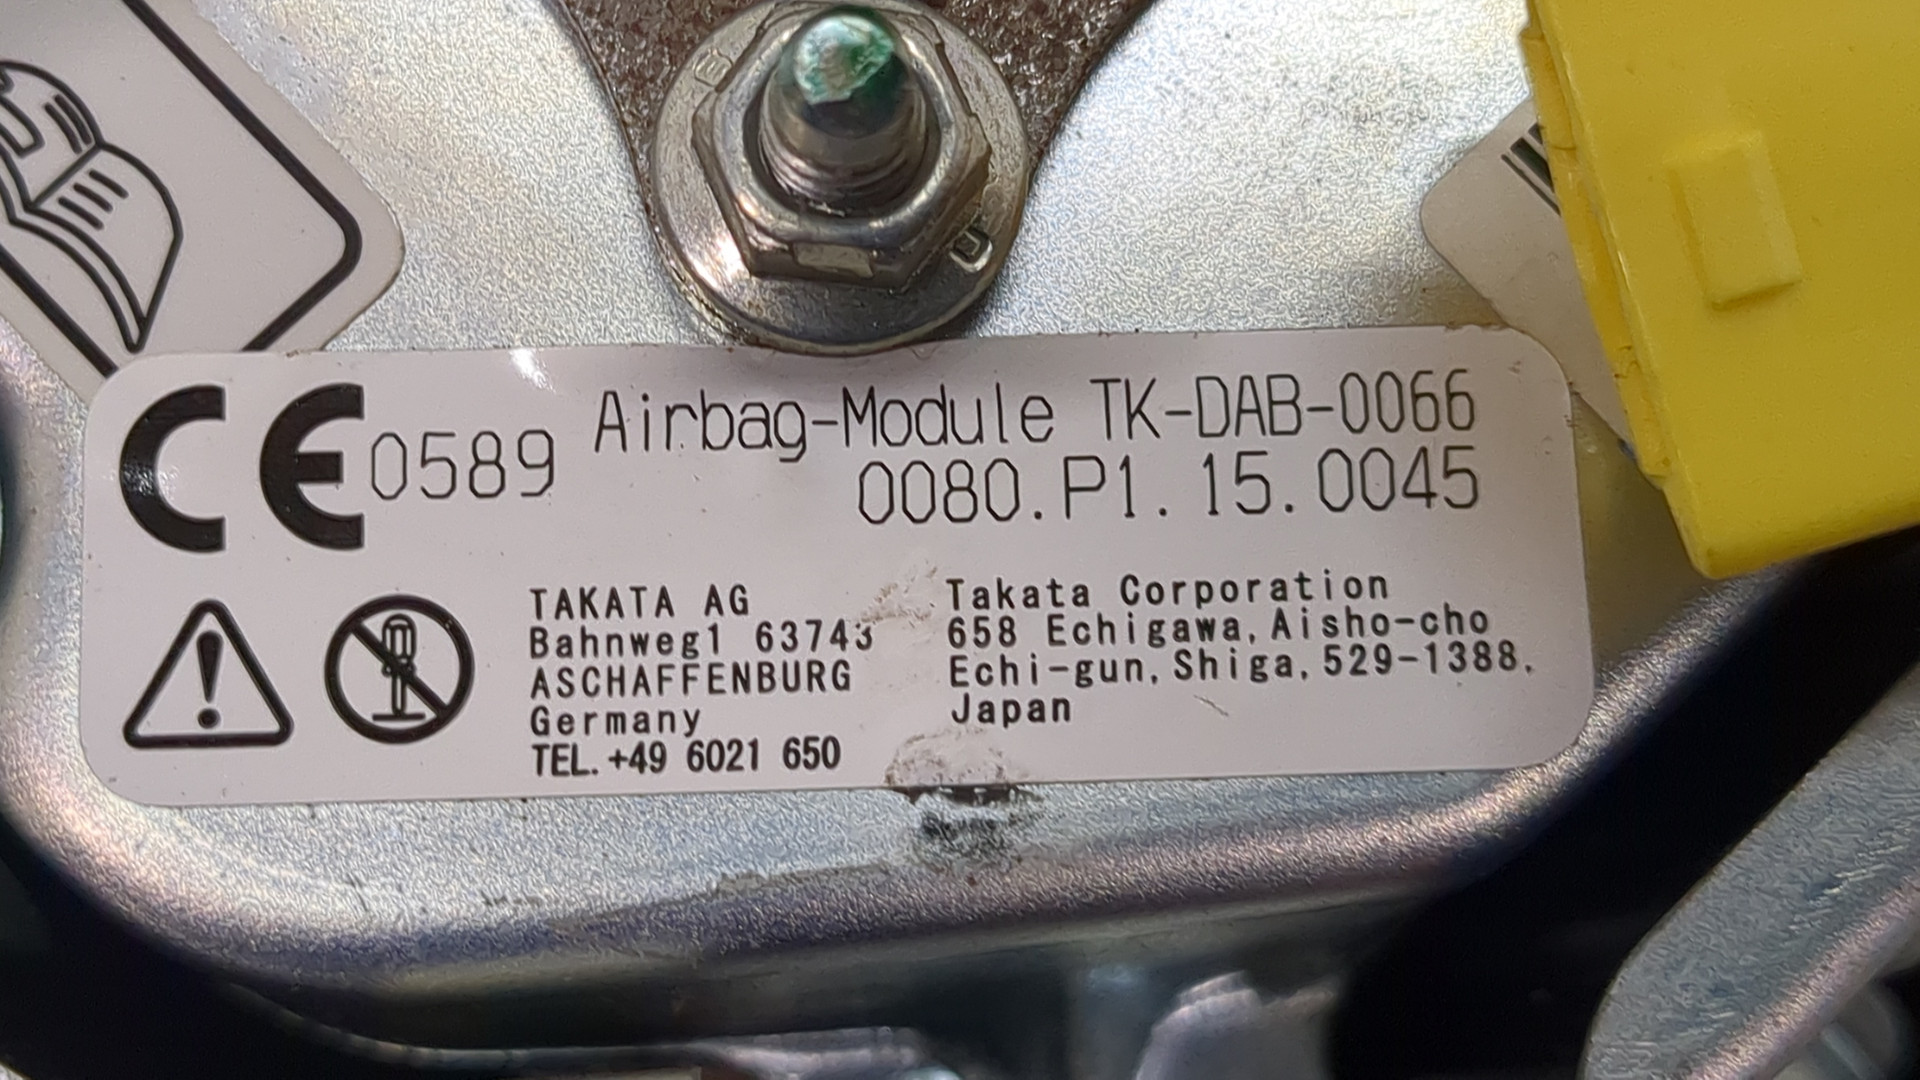 CE 0589 Airbag-Module TK-DAB-0066
0080.P1.15.0045
TAKATA AG
Bahnweg1 63743
ASCHAFFENBURG
Germany
TEL. +49 6021 650
Takata Corporation
658 Echigawa, Aisho-cho
Echi-gun, Shiga, 529-1388.
Japan